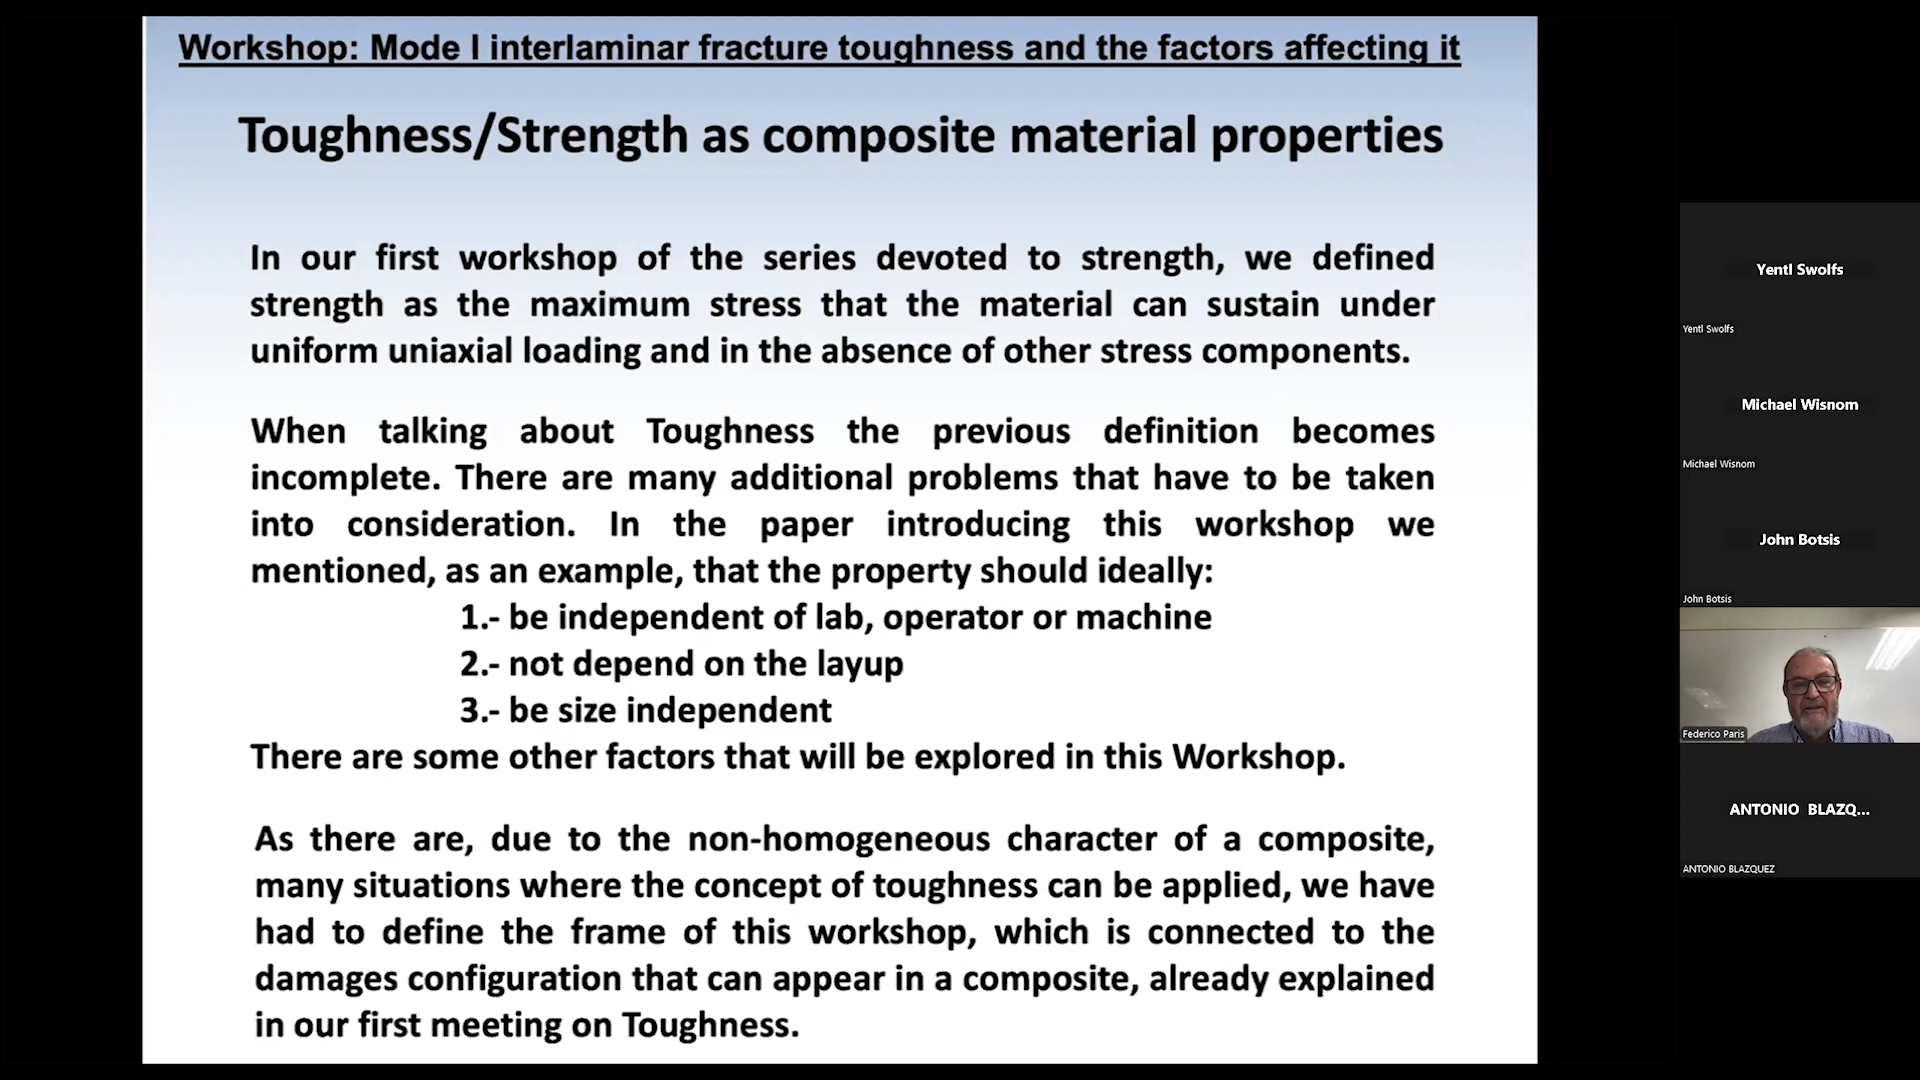 Workshop: Mode I interlaminar fracture toughness and the factors affecting it
Toughness/Strength as composite material properties
In our first workshop of the series devoted to strength, we defined
strength as the maximum stress that the material can sustain under
uniform uniaxial loading and in the absence of other stress components.
When talking about Toughness the previous definition becomes
incomplete. There are many additional problems that have to be taken
into consideration. In the paper introducing this workshop we
mentioned, as an example, that the property should ideally:
1.- be independent of lab, operator or machine
2.- not depend on the layup
3.- be size independent
There are some other factors that will be explored in this Workshop.
As there are, due to the non-homogeneous character of a composite,
many situations where the concept of toughness can be applied, we have
had to define the frame of this workshop, which is connected to the
damages configuration that can appear in a composite, already explained
in our first meeting on Toughness.
Yentl Swolfs
Yentl Swolfs
Michael Wisnom
Michael Wisnom
John Botsis
John Botsis
Federico Paris
ANTONIO BLAZQ...
ANTONIO BLAZQUEZ